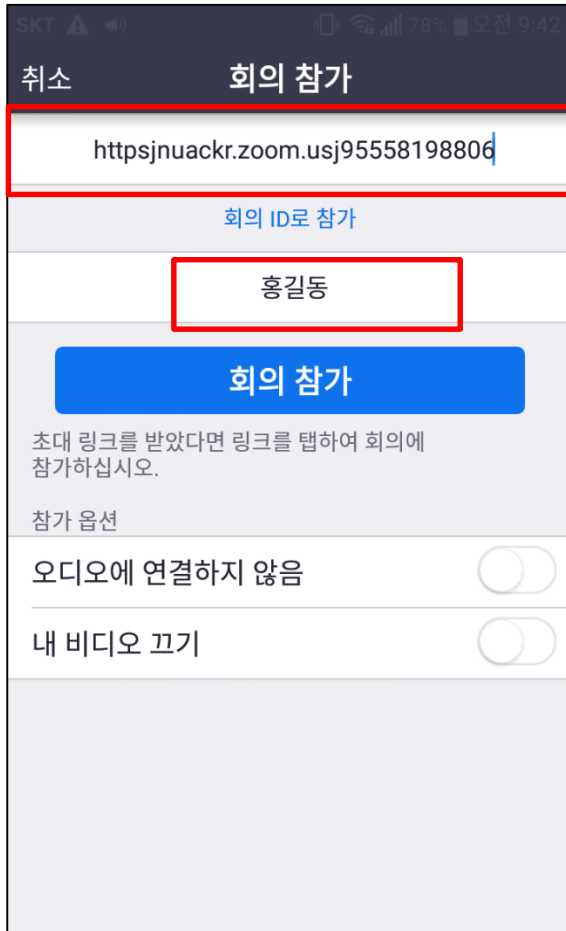 SKT
78% 오전 9:42
취소 회의 참가
httpsjnuackr.zoom.usj95558198806
회의 ID로 참가
홍길동
회의 참가
초대 링크를 받았다면 링크를 탭하여 회의에
참가하십시오.
참가 옵션
오디오에 연결하지 않음
내 비디오 끄기